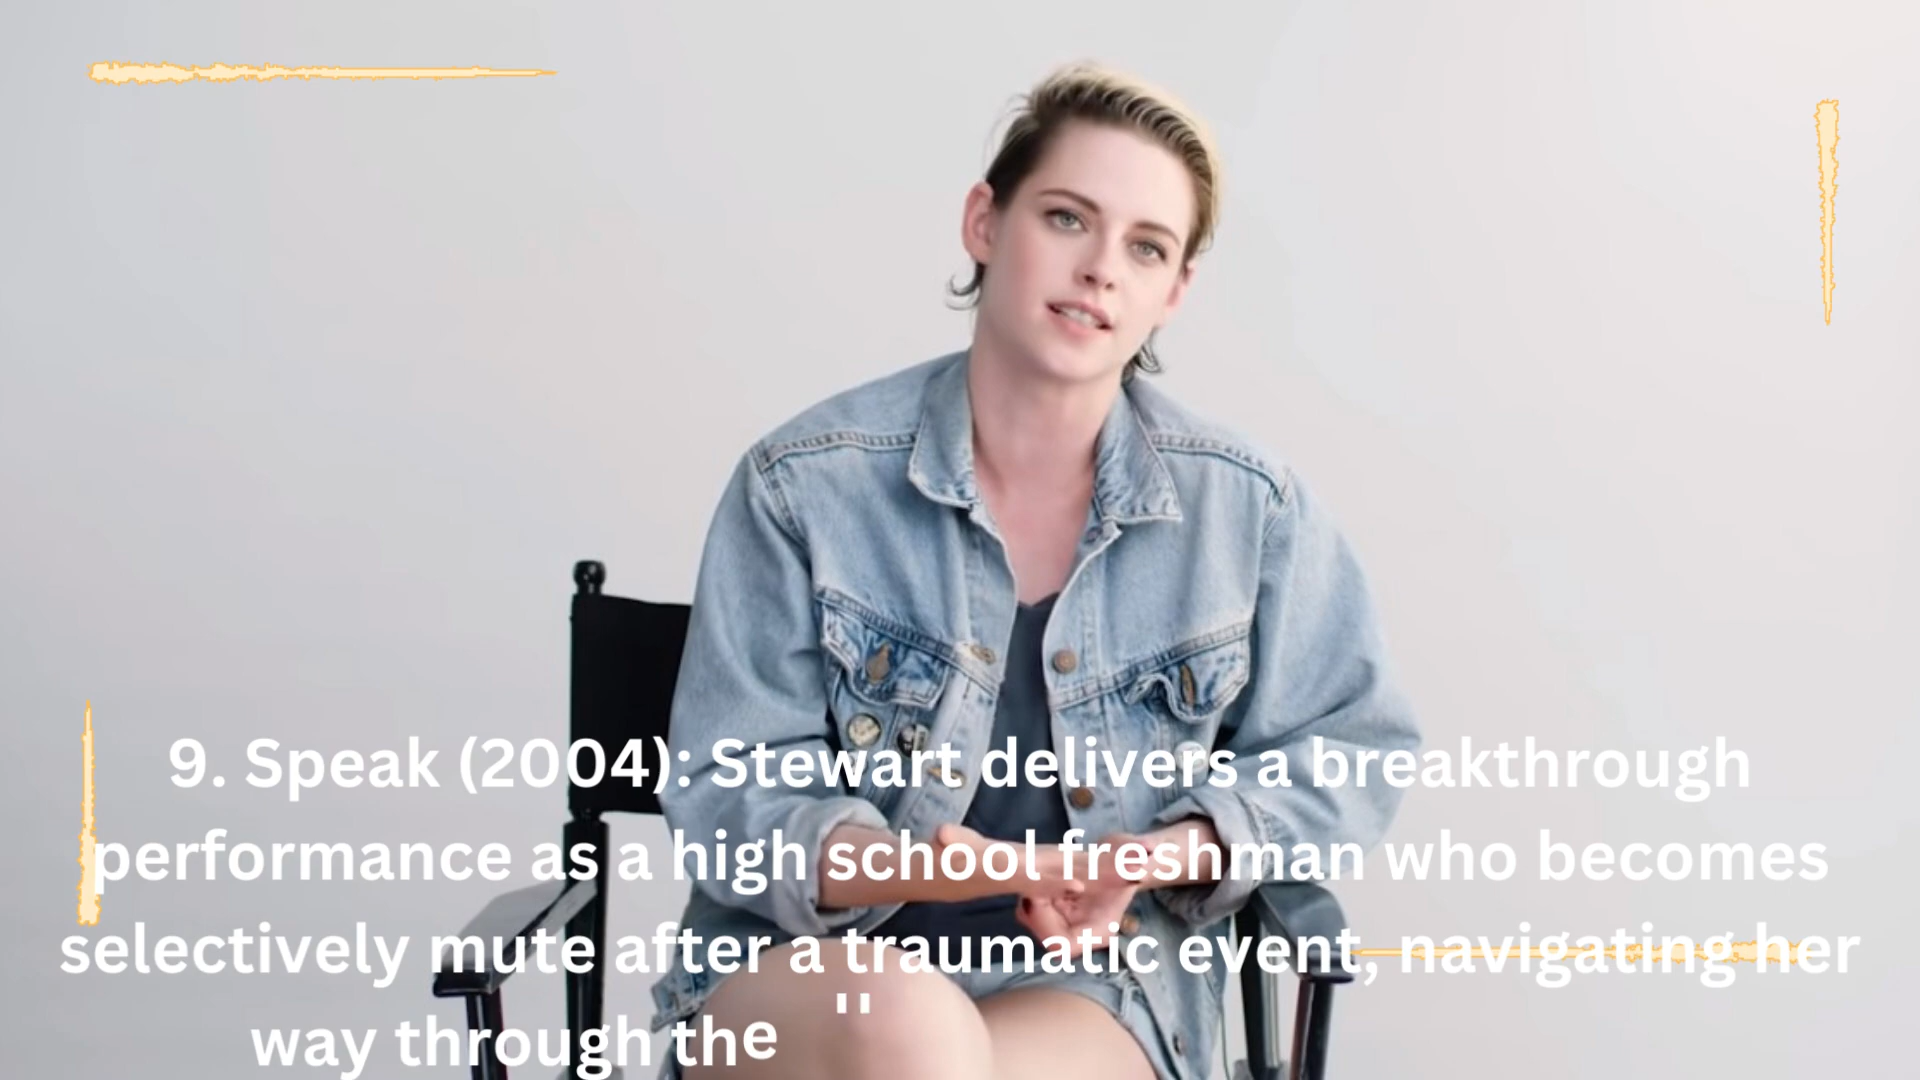 9. Speak (2004): Stewart delivers a breakthrough
performance as a high school freshman who becomes
selectively mute after a traumatic event, navigating her
way through the "